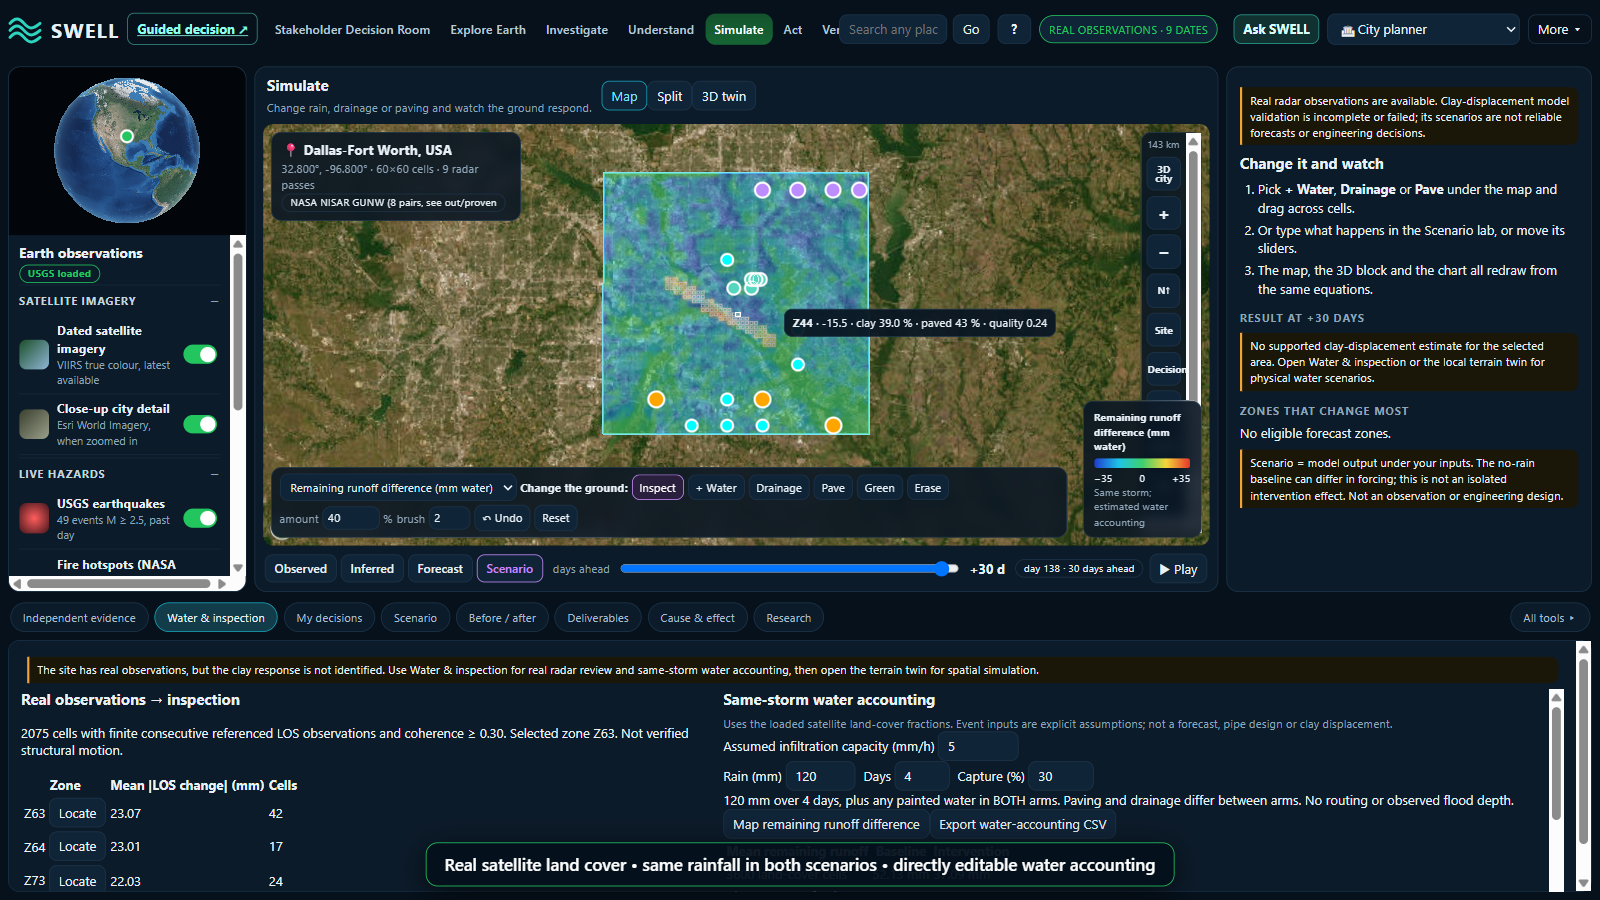 SWELL
Guided decision ↗
Stakeholder Decision Room
Explore Earth
Investigate
Understand
Simulate
Act
Ver
Search any plac
Go
?
REAL OBSERVATIONS · 9 DATES
Ask SWELL
City planner
More
Earth observations
USGS loaded
SATELLITE IMAGERY
Dated satellite
imagery
VIIRS true colour, latest
available
Close-up city detail
Esri World Imagery,
when zoomed in
LIVE HAZARDS
USGS earthquakes
49 events M ≥ 2.5, past
day
Fire hotspots (NASA
Simulate
Change rain, drainage or paving and watch the ground respond.
Map
Split
3D twin
Dallas-Fort Worth, USA
32.800°, -96.800° · 60×60 cells · 9 radar
passes
NASA NISAR GUNW (8 pairs, see out/proven
143 km
3D
city
+
−
N↑
Site
Decision
Z44 · -15.5 · clay 39.0 % · paved 43 % · quality 0.24
Remaining runoff
difference (mm
water)
−35 0 +35
Same storm;
estimated water
accounting
Remaining runoff difference (mm water)
Change the ground:
Inspect
+ Water
Drainage
Pave
Green
Erase
amount 40 % brush 2
↶ Undo
Reset
Observed
Inferred
Forecast
Scenario
days ahead
+30 d
day 138 · 30 days ahead
▶ Play
Real radar observations are available. Clay-displacement model
validation is incomplete or failed; its scenarios are not reliable
forecasts or engineering decisions.
Change it and watch
1. Pick + Water, Drainage or Pave under the map and
drag across cells.
2. Or type what happens in the Scenario lab, or move its
sliders.
3. The map, the 3D block and the chart all redraw from
the same equations.
RESULT AT +30 DAYS
No supported clay-displacement estimate for the selected
area. Open Water & inspection or the local terrain twin for
physical water scenarios.
ZONES THAT CHANGE MOST
No eligible forecast zones.
Scenario = model output under your inputs. The no-rain
baseline can differ in forcing; this is not an isolated
intervention effect. Not an observation or engineering design.
Independent evidence
Water & inspection
My decisions
Scenario
Before / after
Deliverables
Cause & effect
Research
All tools ▸
The site has real observations, but the clay response is not identified. Use Water & inspection for real radar review and same-storm water accounting, then open the terrain twin for spatial simulation.
Real observations → inspection
2075 cells with finite consecutive referenced LOS observations and coherence ≥ 0.30. Selected zone Z63. Not verified
structural motion.
Zone Mean |LOS change| (mm) Cells
Z63 Locate 23.07 42
Z64 Locate 23.01 17
Z73 Locate 22.03 24
Same-storm water accounting
Uses the loaded satellite land-cover fractions. Event inputs are explicit assumptions; not a forecast, pipe design or clay displacement.
Assumed infiltration capacity (mm/h) 5
Rain (mm) 120 Days 4 Capture (%) 30
120 mm over 4 days, plus any painted water in BOTH arms. Paving and drainage differ between arms. No routing or observed flood depth.
Map remaining runoff difference
Export water-accounting CSV
Mean remaining runoff Baseline Intervention
Real satellite land cover • same rainfall in both scenarios • directly editable water accounting